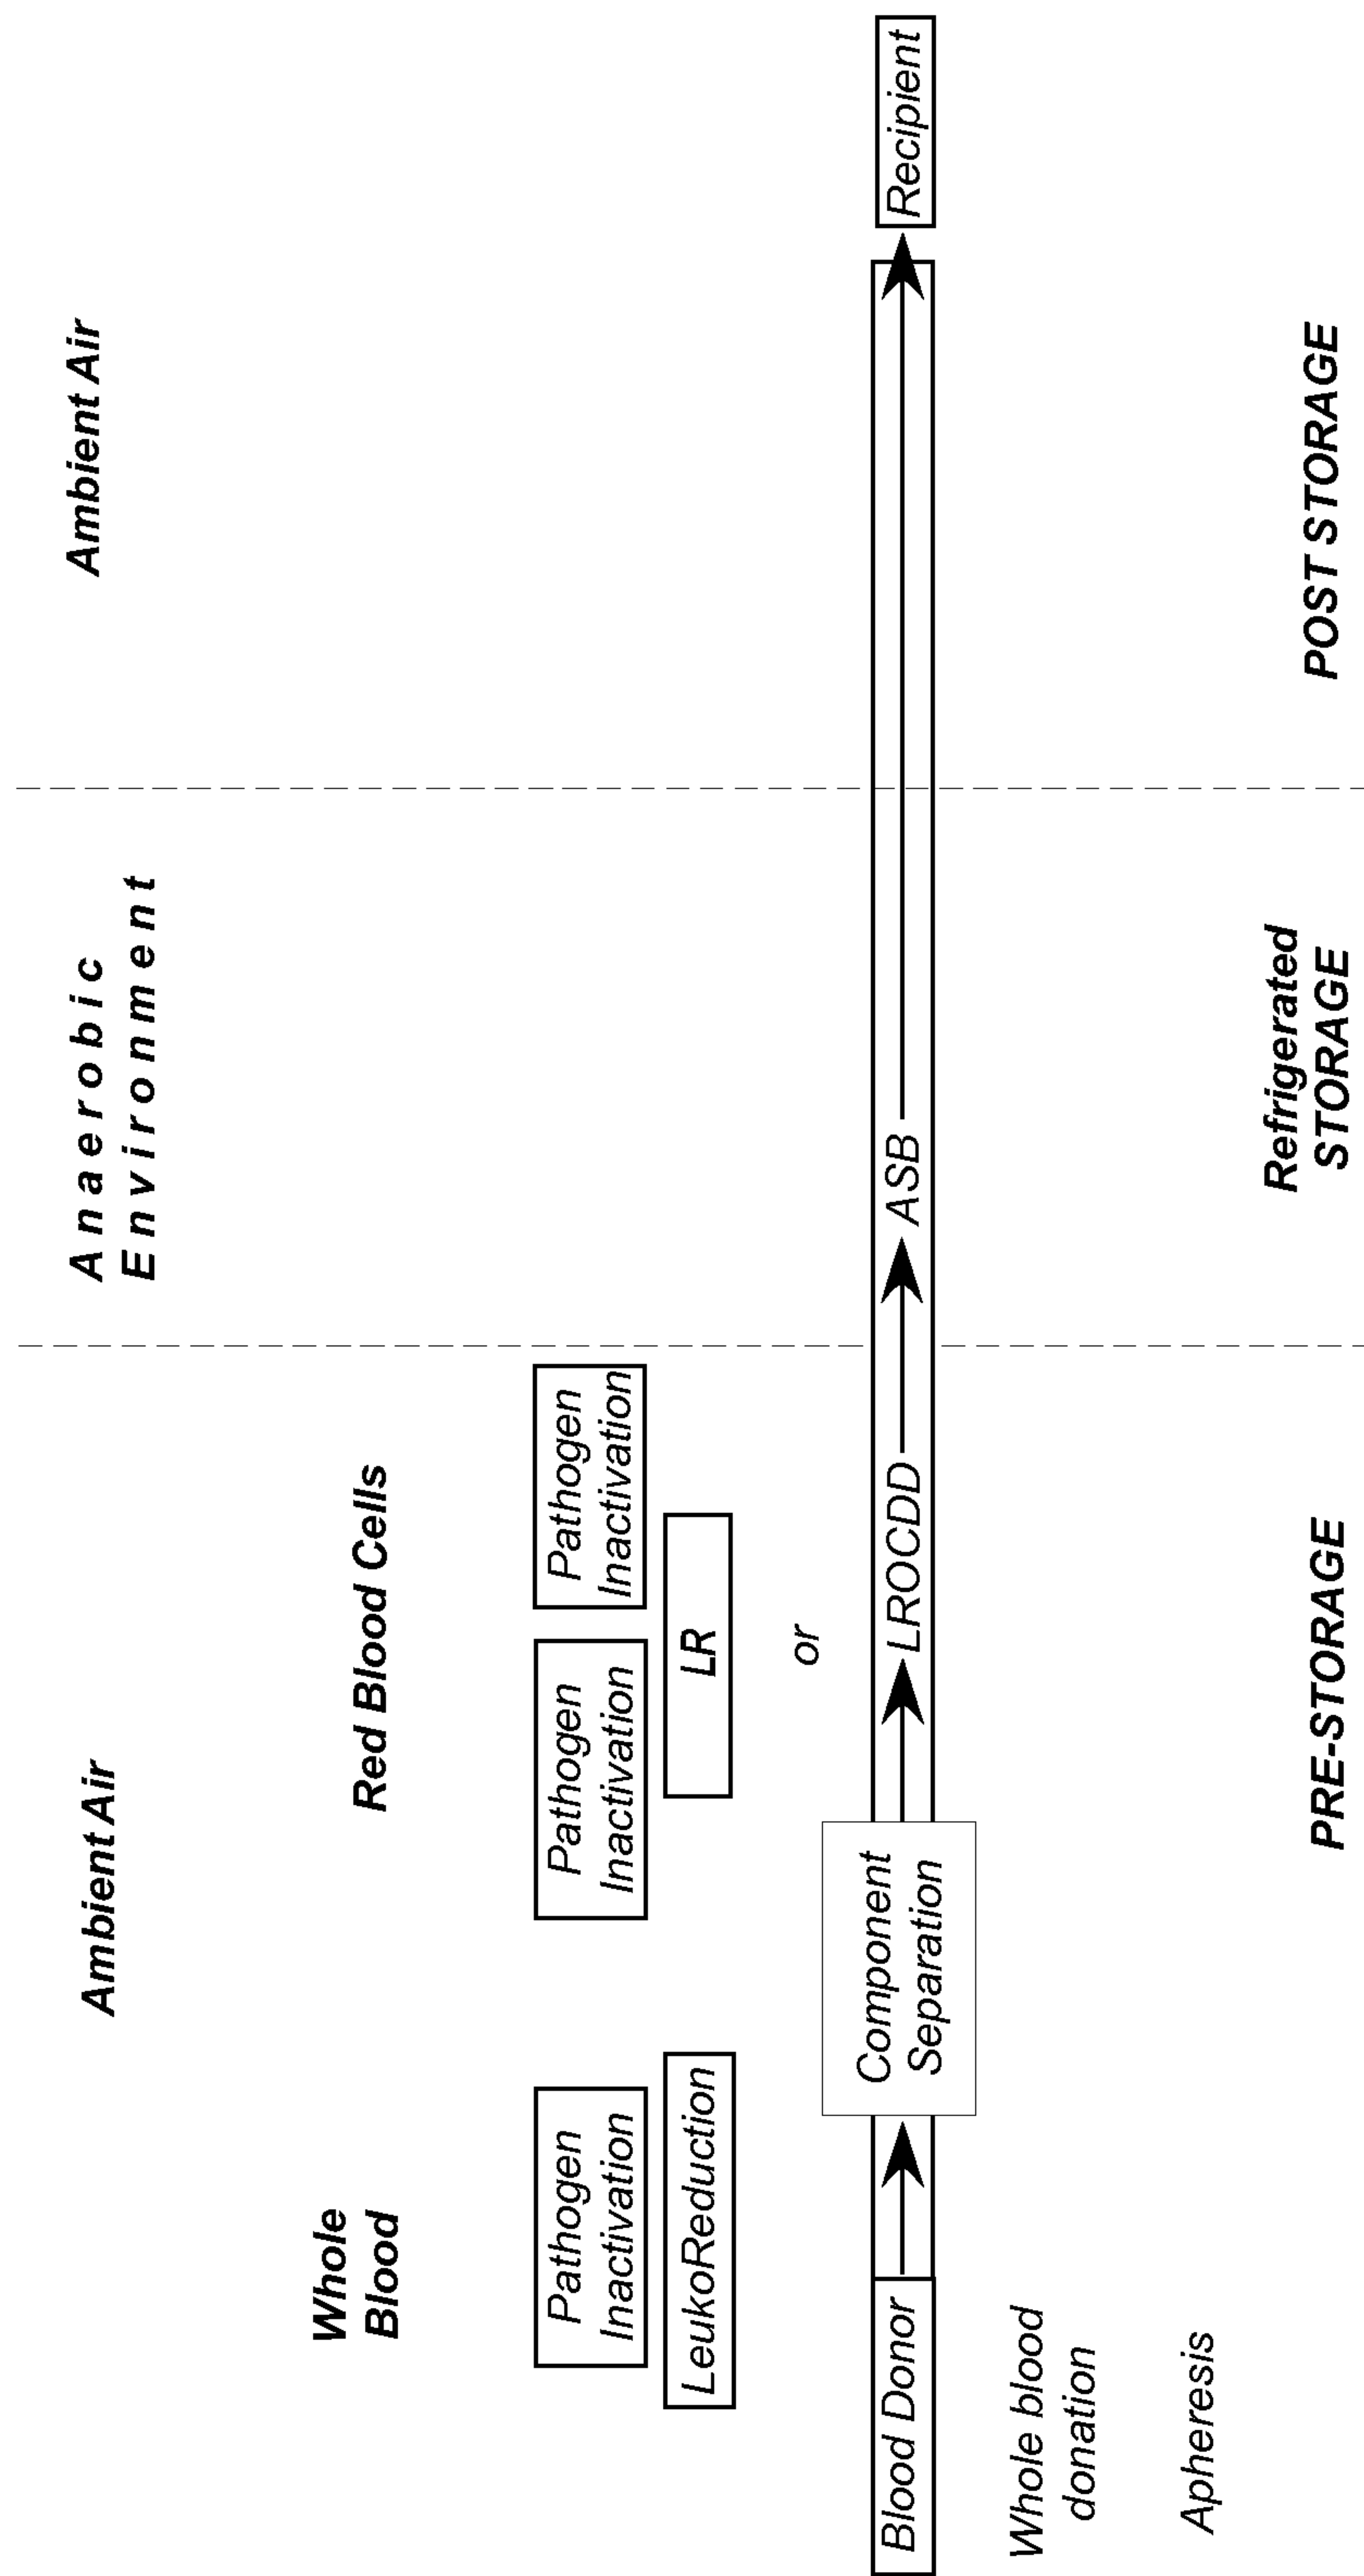 Ambient Air
Anaerobic
Environment
Ambient Air
Whole
Blood
Red Blood Cells
Pathogen
Inactivation
Pathogen
Inactivation
Pathogen
Inactivation
LeukoReduction
LR
or
Blood Donor
Component
Separation
LROCDD
ASB
Recipient
Whole blood
donation
Apheresis
PRE-STORAGE
Refrigerated
STORAGE
POST STORAGE